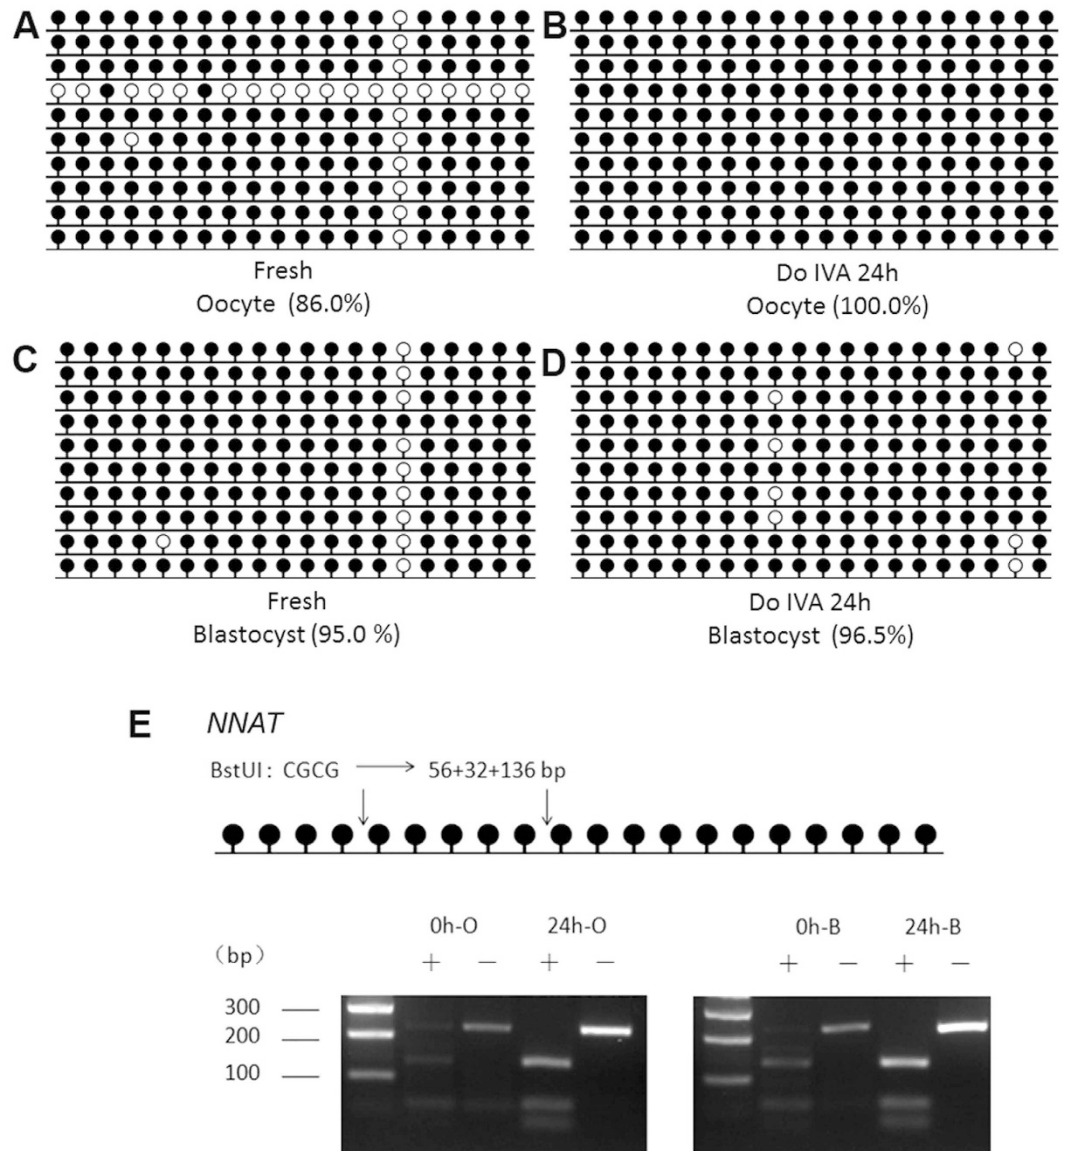 A B
Fresh
Oocyte (86.0%)
Do IVA 24h
Oocyte (100.0%)
C D
Fresh
Blastocyst (95.0 %)
Do IVA 24h
Blastocyst (96.5%)
E NNAT
BstUI: CGCG 56+32+136 bp
0h-O 24h-O 0h-B 24h-B
(bp) + − + − + − + −
300
200
100